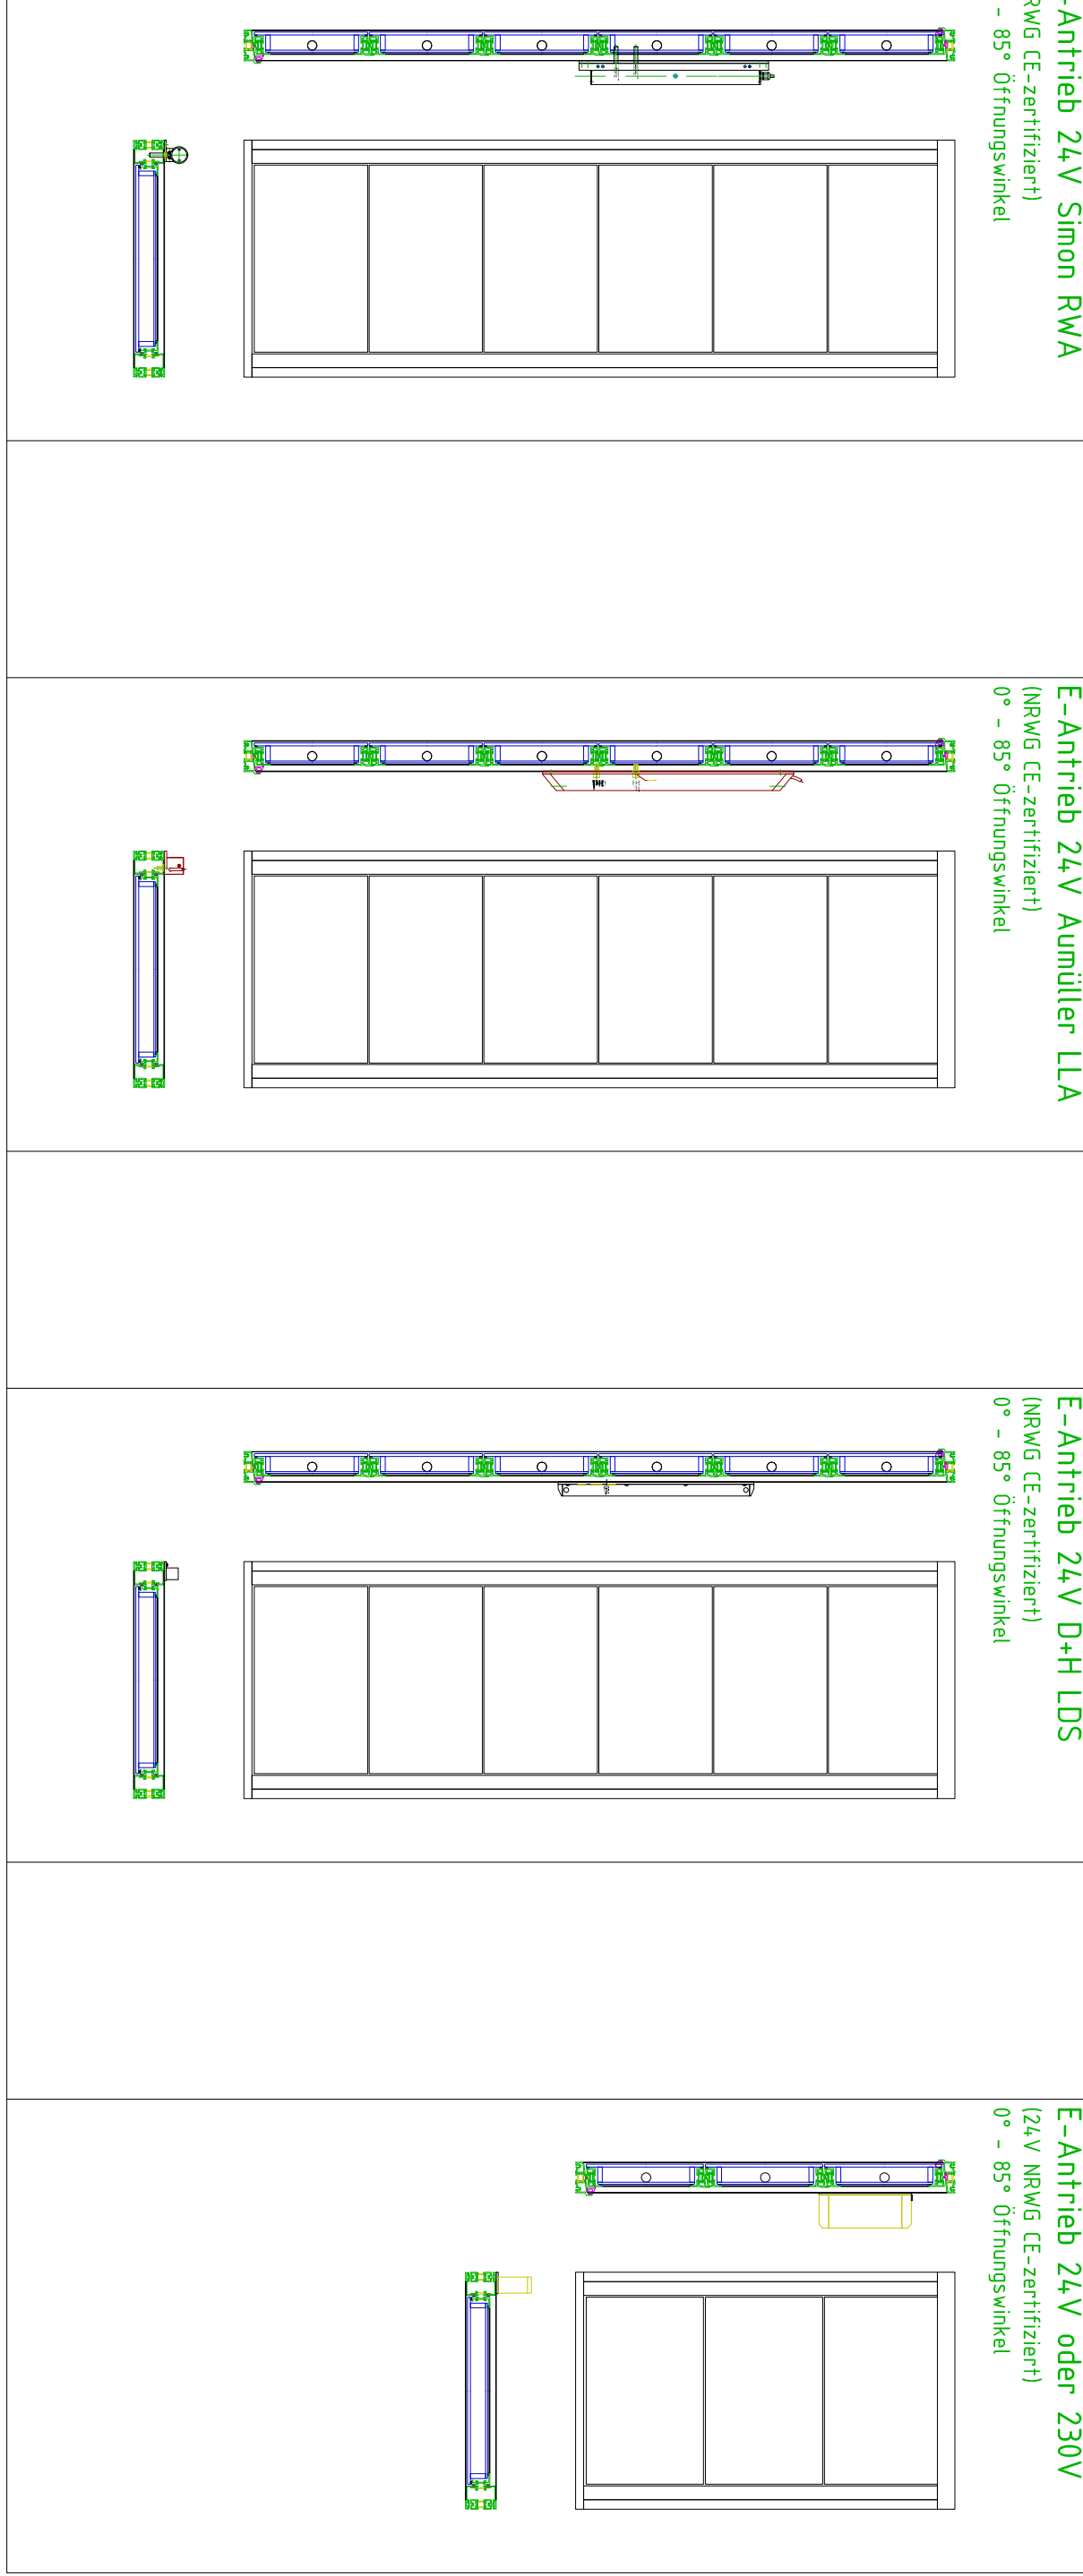 -Antrieb 24V Simon RWA
RWG CE-zertifiziert)
- 85° Öffnungswinkel
E-Antrieb 24V Aumüller LLA
(NRWG CE-zertifiziert)
0° - 85° Öffnungswinkel
E-Antrieb 24V D+H LDS
(NRWG CE-zertifiziert)
0° - 85° Öffnungswinkel
E-Antrieb 24V oder 230V
(24V NRWG CE-zertifiziert)
0° - 85° Öffnungswinkel